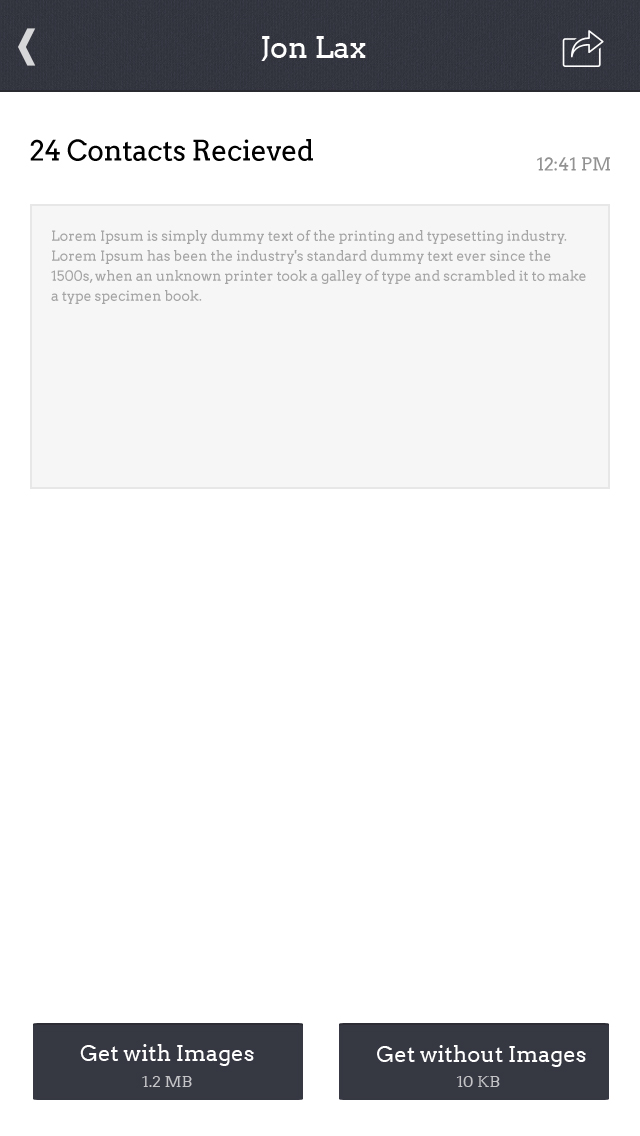 Jon Lax
24 Contacts Recieved
12:41 PM
Lorem Ipsum is simply dummy text of the printing and typesetting industry.
Lorem Ipsum has been the industry's standard dummy text ever since the
1500s, when an unknown printer took a galley of type and scrambled it to make
a type specimen book.
Get with Images
1.2 MB
Get without Images
10 KB